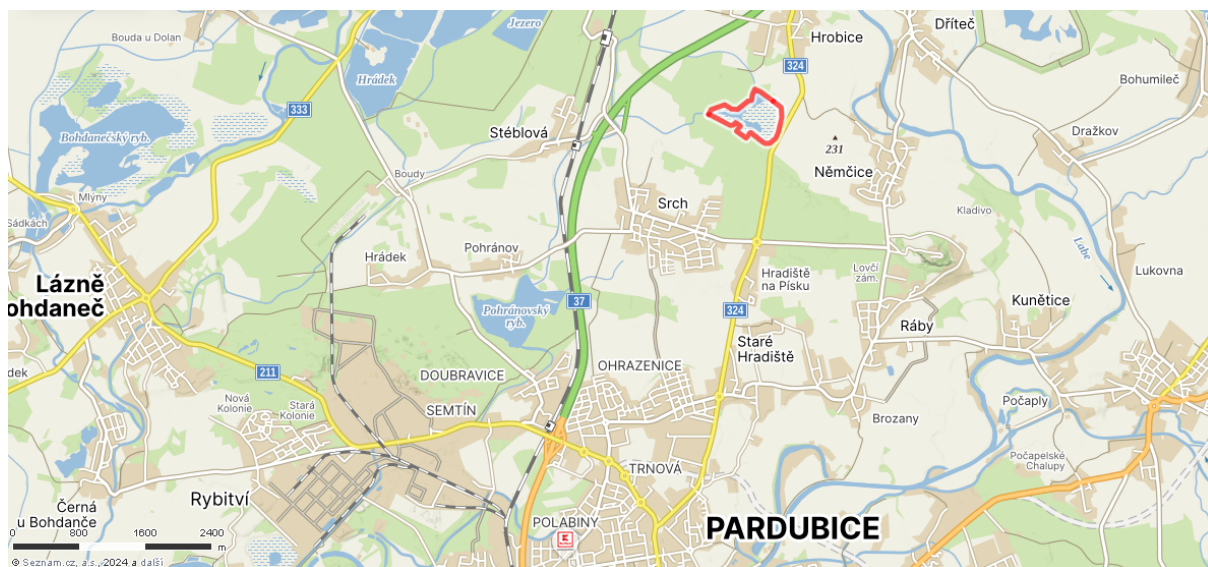 Bouda u Dolan
Jezero
Hrobice
Dříteč
Hrádek
333
324
Bohumileč
Bohdanečský ryb.
Stéblová
231
Dražkov
Němčice
Mlýny
Boudy
Sádkách
Srch
Kladivo
Labe
Hrádek
Pohránov
Lukovna
Lázně
ohdaneč
Hradiště
na Písku
Lovčí
zám.
37
Pohránovský
ryb.
324
Kunětice
Ráby
Staré
Hradiště
dek
211
OHRAZENICE
DOUBRAVICE
Nová
Kolonie
Stará
Kolonie
SEMTÍN
Počaply
Brozany
TRNOVÁ
Počapelské
Chalupy
Rybitví
Černá
u Bohdanče
POLABINY
PARDUBICE
0 800 1600 2400
m
© Seznam.cz, a.s., 2024 a další